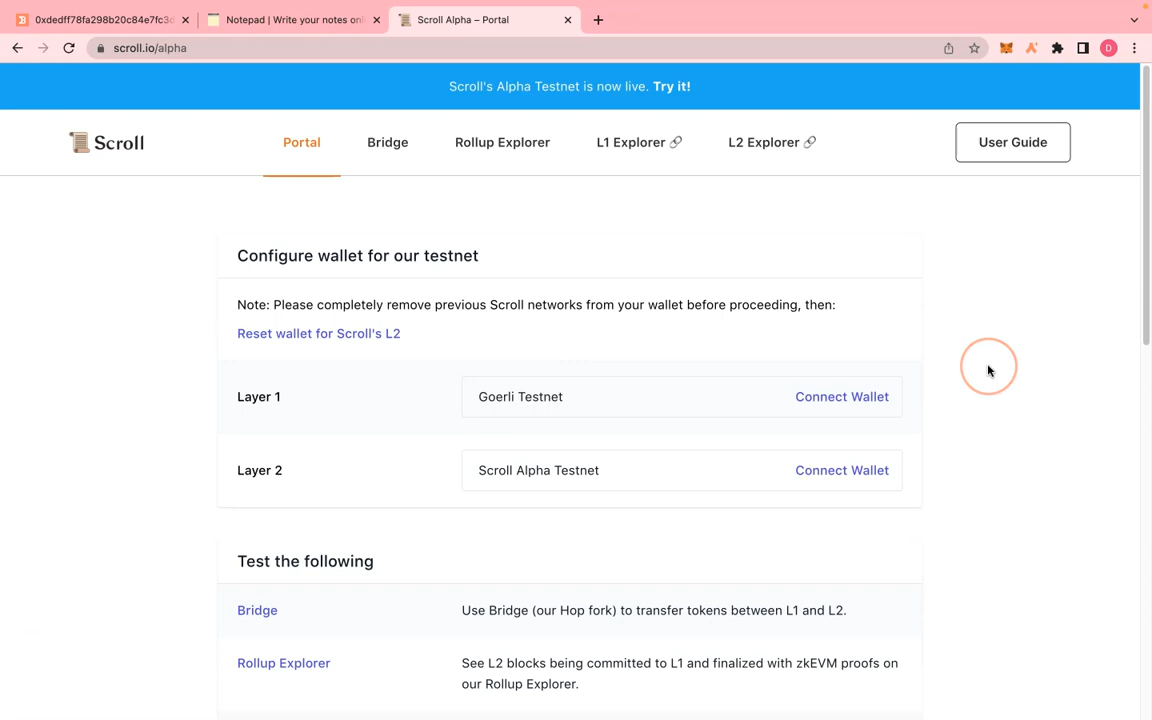 0xdedff78fa298b20c84e7fc3d
Notepad | Write your notes onli
Scroll Alpha – Portal
scroll.io/alpha
D
Scroll's Alpha Testnet is now live. Try it!
Scroll
Portal
Bridge
Rollup Explorer
L1 Explorer
L2 Explorer
User Guide
Configure wallet for our testnet
Note: Please completely remove previous Scroll networks from your wallet before proceeding, then:
Reset wallet for Scroll's L2
Layer 1
Goerli Testnet
Connect Wallet
Layer 2
Scroll Alpha Testnet
Connect Wallet
Test the following
Bridge
Use Bridge (our Hop fork) to transfer tokens between L1 and L2.
Rollup Explorer
See L2 blocks being committed to L1 and finalized with zkEVM proofs on
our Rollup Explorer.